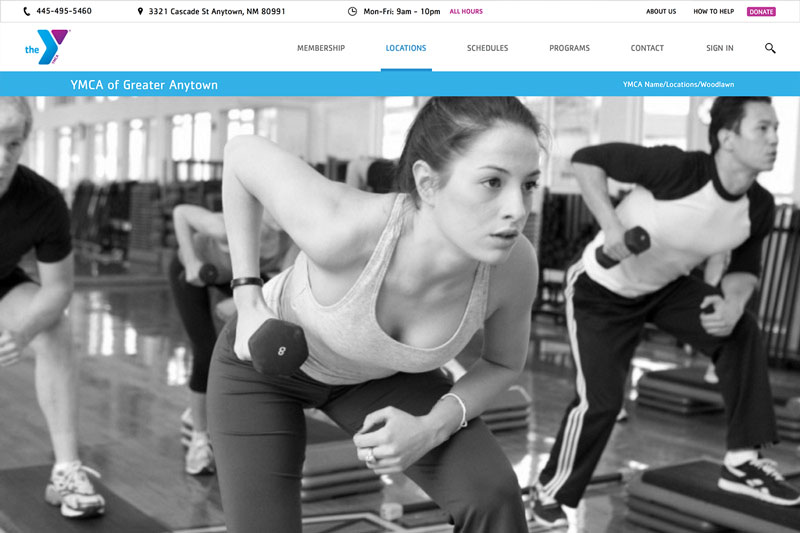 445-495-5460 3321 Cascade St Anytown, NM 80991 Mon-Fri: 9am - 10pm ALL HOURS ABOUT US HOW TO HELP DONATE
the Y YMCA MEMBERSHIP LOCATIONS SCHEDULES PROGRAMS CONTACT SIGN IN
YMCA of Greater Anytown YMCA Name/Locations/Woodlawn
8